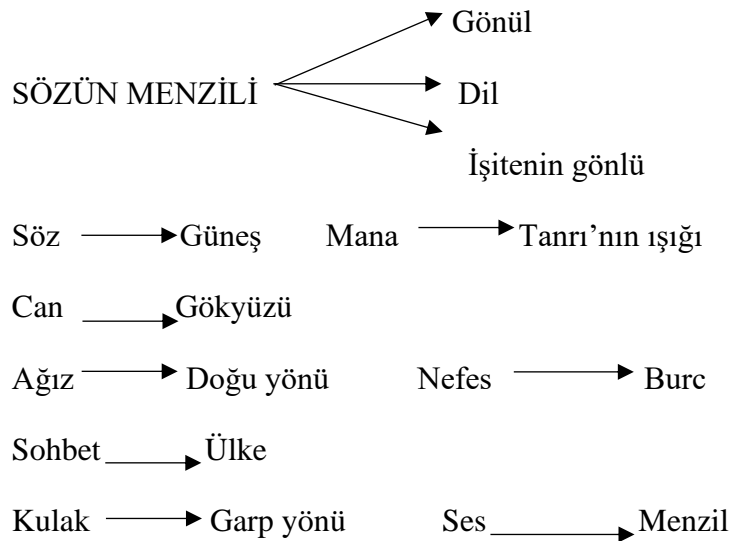 Gönül
SÖZÜN MENZİLİ Dil
İşitenin gönlü
Söz Güneş Mana Tanrı’nın ışığı
Can Gökyüzü
Ağız Doğu yönü Nefes Burc
Sohbet Ülke
Kulak Garp yönü Ses Menzil